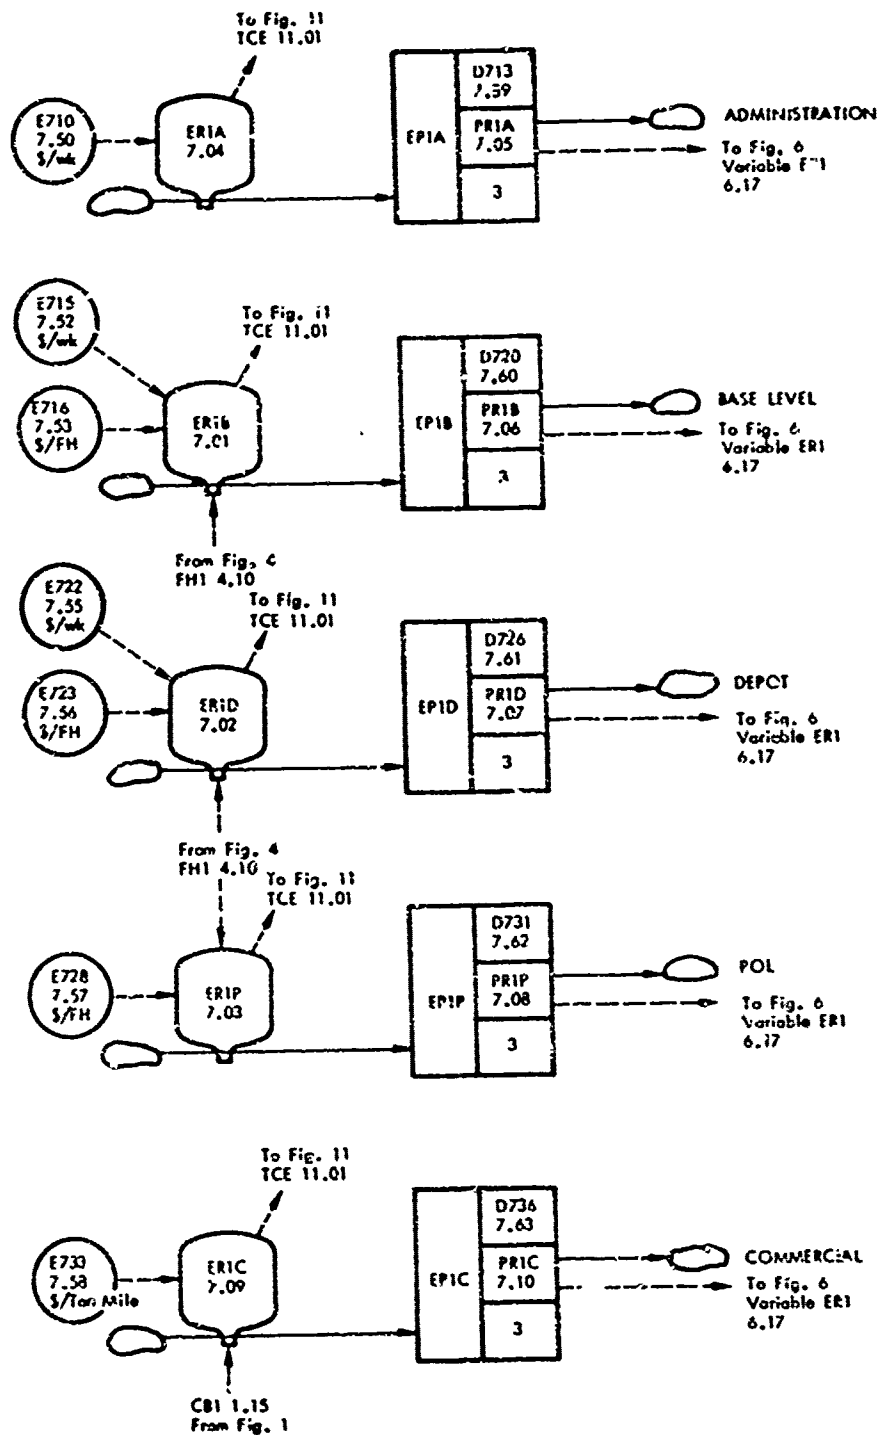 To Fig. 11
TCE 11.01
E710
7.50
$/wk
ER1A
7.04
EP1A
D713
7.59
PR1A
7.05
3
ADMINISTRATION
To Fig. 6
Variable
6.17
E715
7.52
$/wk
E716
7.53
$/FH
To Fig. 11
TCE 11.01
ER1B
7.01
From Fig. 4
FH1 4.10
EP1B
D720
7.60
PR1B
7.06
3
BASE LEVEL
To Fig. 6
Variable ER1
6.17
E722
7.55
$/wk
E723
7.56
$/FH
To Fig. 11
TCE 11.01
ER1D
7.02
EP1D
D726
7.61
PR1D
7.07
3
DEPOT
To Fig. 6
Variable ER1
6.17
From Fig. 4
FH1 4.10
To Fig. 11
TCE 11.01
E728
7.57
$/FH
ER1P
7.03
EP1P
D731
7.62
PR1P
7.08
3
POL
To Fig. 6
Variable ER1
6.17
To Fig. 11
TCE 11.01
E733
7.58
$/Ton Mile
ER1C
7.09
CB1 1.15
From Fig. 1
EP1C
D736
7.63
PR1C
7.10
3
COMMERCIAL
To Fig. 6
Variable ER1
6.17